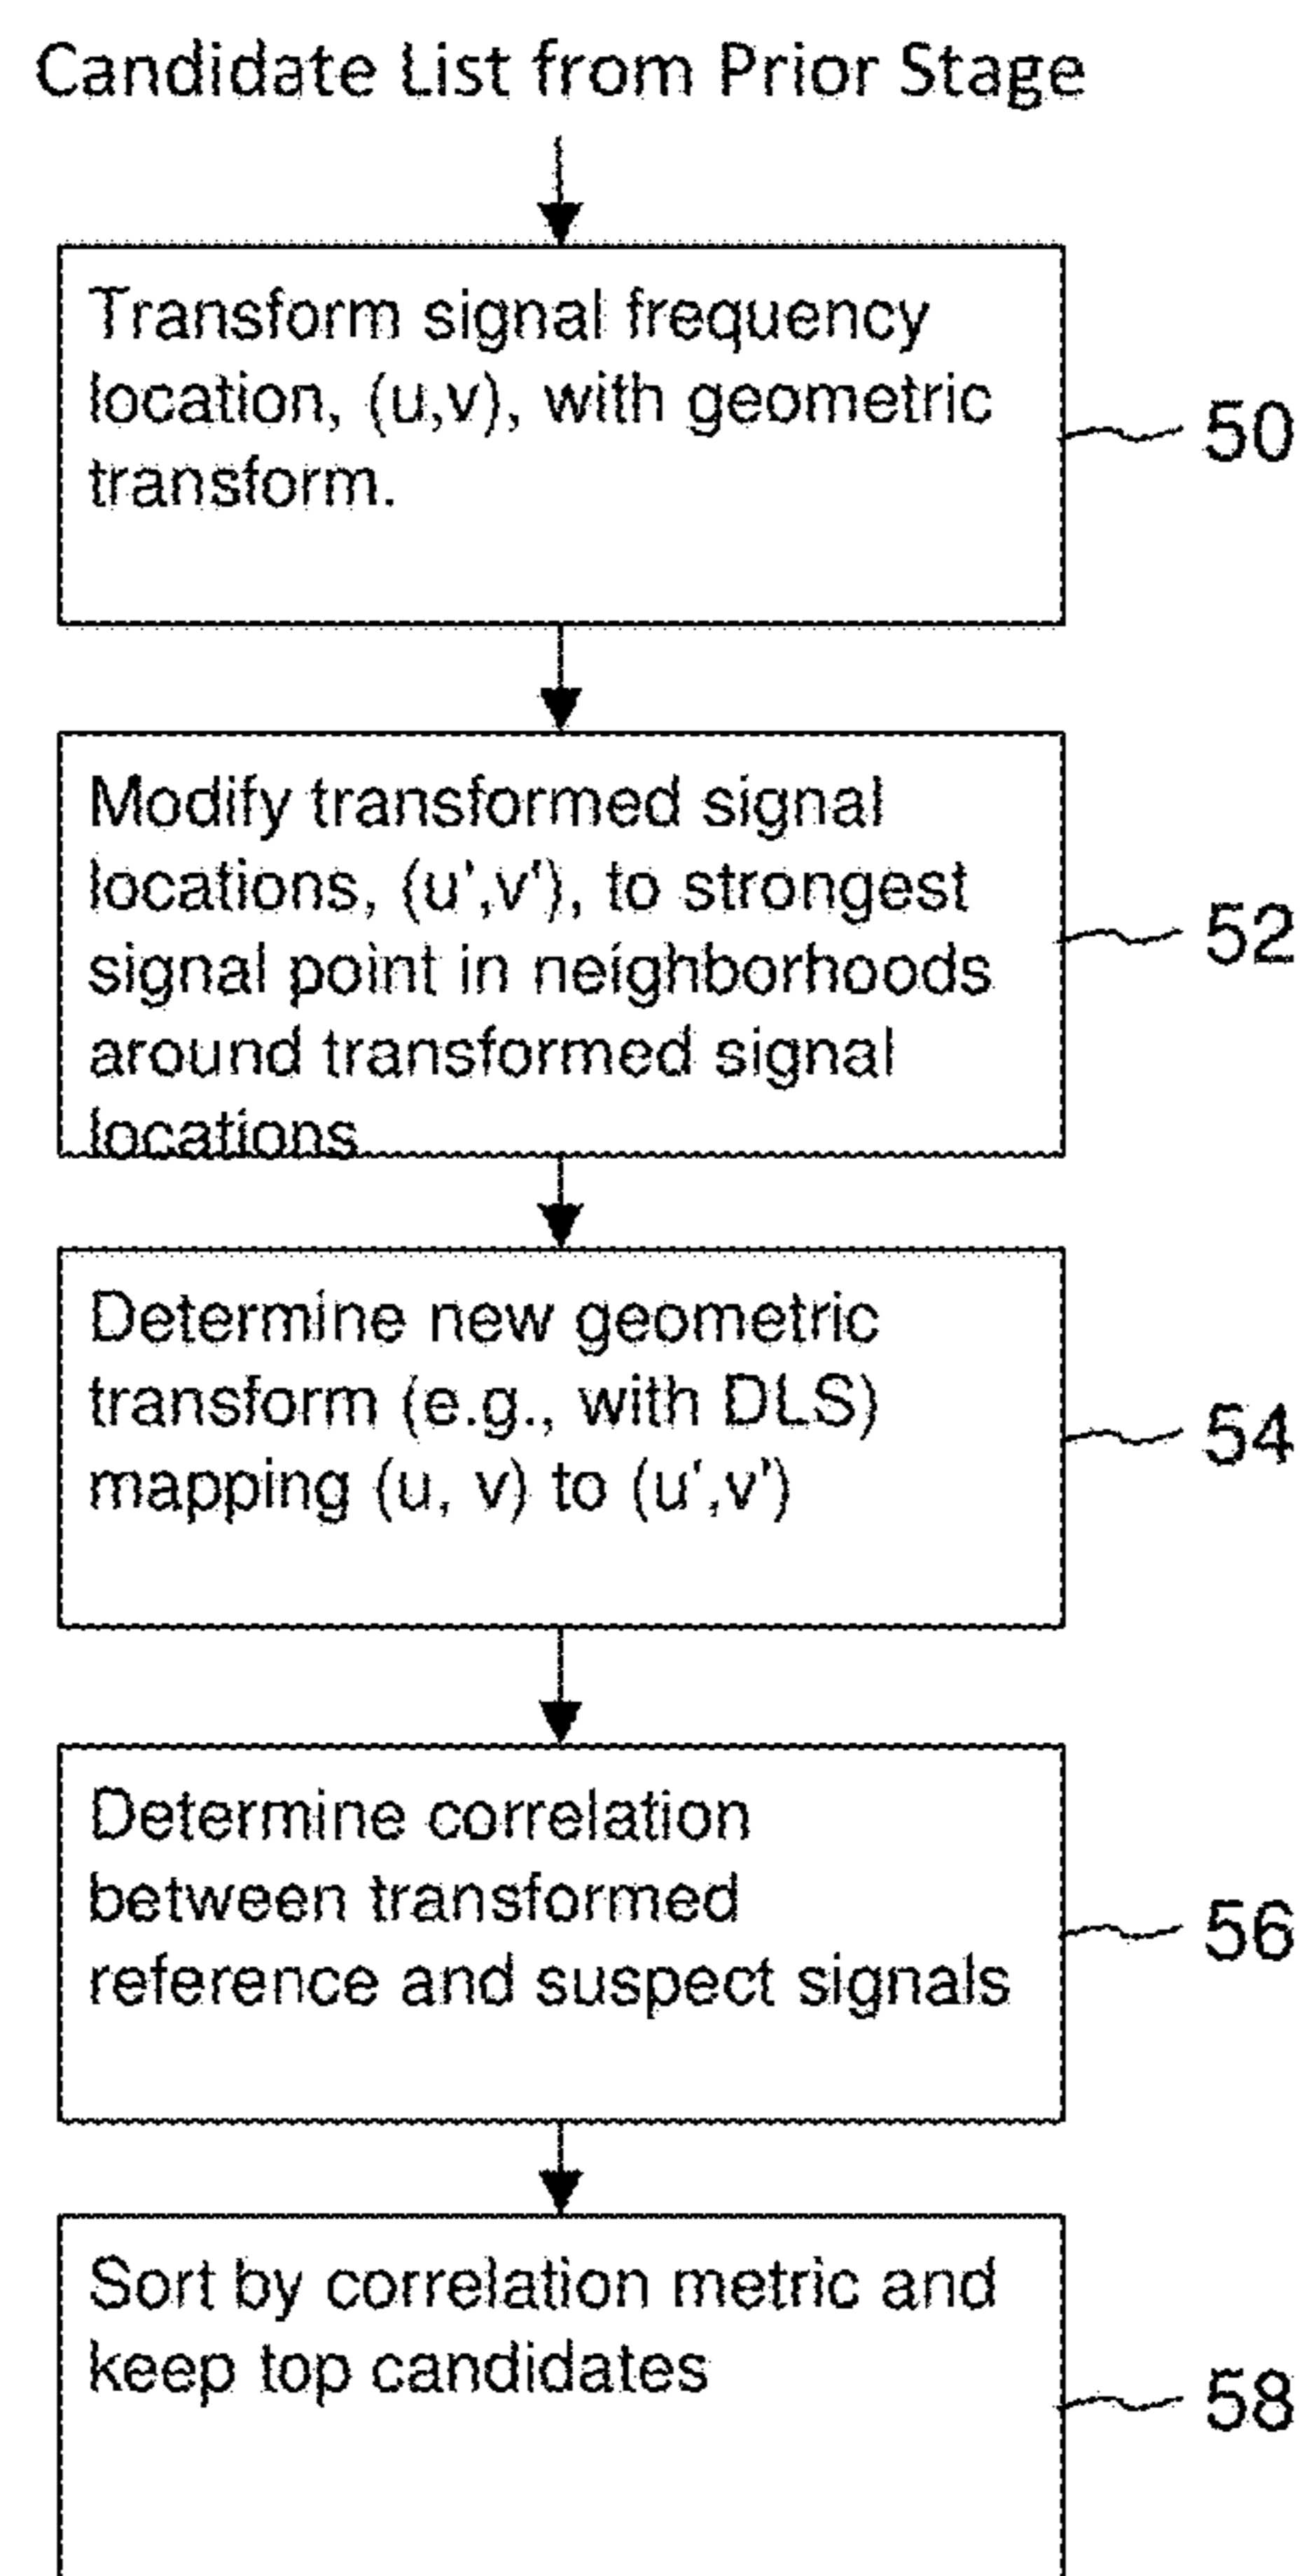 Candidate List from Prior Stage
Transform signal frequency
location, (u,v), with geometric
transform.
50
Modify transformed signal
locations, (u',v'), to strongest
signal point in neighborhoods
around transformed signal
locations
52
Determine new geometric
transform (e.g., with DLS)
mapping (u, v) to (u',v')
54
Determine correlation
between transformed
reference and suspect signals
56
Sort by correlation metric and
keep top candidates
58